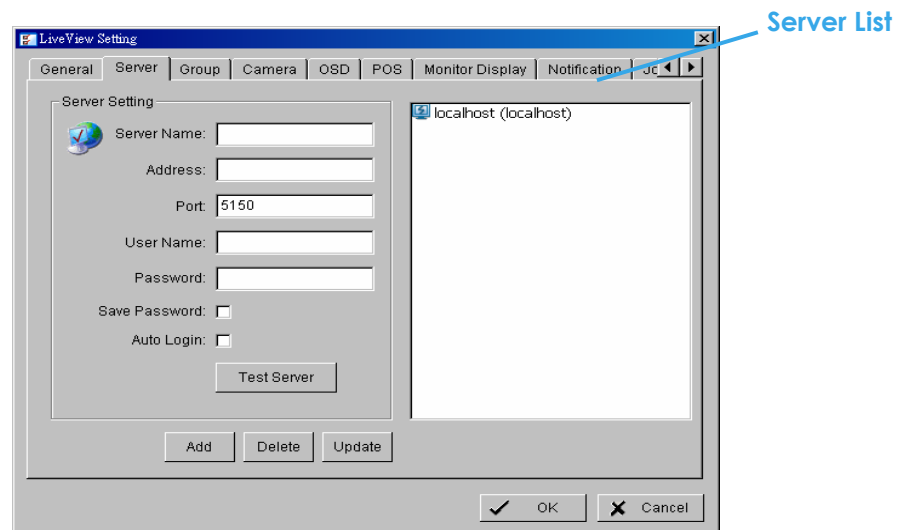 Server List
LiveView Setting
General Server Group Camera OSD POS Monitor Display Notification
Server Setting
Server Name:
Address:
Port: 5150
User Name:
Password:
Save Password:
Auto Login:
Test Server
localhost (localhost)
Add Delete Update
OK Cancel